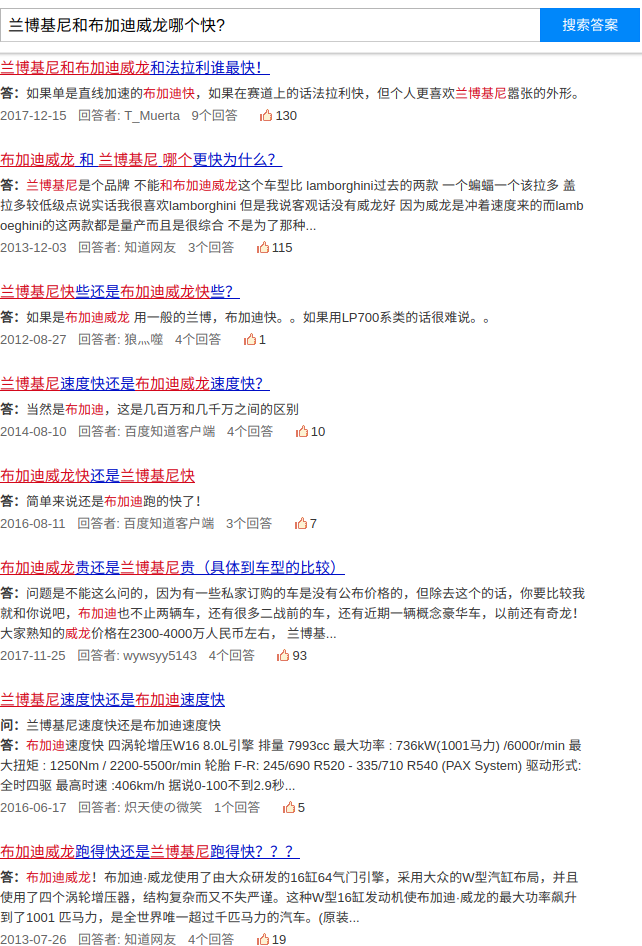 兰博基尼和布加迪威龙哪个快?
搜索答案
兰博基尼和布加迪威龙和法拉利谁最快！
答：如果单是直线加速的布加迪快，如果在赛道上的话法拉利快，但个人更喜欢兰博基尼嚣张的外形。
2017-12-15 回答者: T_Muerta 9个回答 130
布加迪威龙 和 兰博基尼 哪个更快为什么？
答：兰博基尼是个品牌 不能和布加迪威龙这个车型比 lamborghini过去的两款 一个蝙蝠一个该拉多 盖
拉多较低级点说实话我很喜欢lamborghini 但是我说客观话没有威龙好 因为威龙是冲着速度来的而lamb
oeghini的这两款都是量产而且是很综合 不是为了那种...
2013-12-03 回答者: 知道网友 3个回答 115
兰博基尼快些还是布加迪威龙快些？
答：如果是布加迪威龙 用一般的兰博，布加迪快。。如果用LP700系类的话很难说。。
2012-08-27 回答者: 狼灬噬 4个回答 1
兰博基尼速度快还是布加迪威龙速度快？
答：当然是布加迪，这是几百万和几千万之间的区别
2014-08-10 回答者: 百度知道客户端 4个回答 10
布加迪威龙快还是兰博基尼快
答：简单来说还是布加迪跑的快了！
2016-08-11 回答者: 百度知道客户端 3个回答 7
布加迪威龙贵还是兰博基尼贵（具体到车型的比较）
答：问题是不能这么问的，因为有一些私家订购的车是没有公布价格的，但除去这个的话，你要比较我
就和你说吧，布加迪也不止两辆车，还有很多二战前的车，还有近期一辆概念豪华车，以前还有奇龙！
大家熟知的威龙价格在2300-4000万人民币左右， 兰博基...
2017-11-25 回答者: wywsyy5143 4个回答 93
兰博基尼速度快还是布加迪速度快
问：兰博基尼速度快还是布加迪速度快
答：布加迪速度快 四涡轮增压W16 8.0L引擎 排量 7993cc 最大功率 : 736kW(1001马力) /6000r/min 最
大扭矩 : 1250Nm / 2200-5500r/min 轮胎 F-R: 245/690 R520 - 335/710 R540 (PAX System) 驱动形式:
全时四驱 最高时速 :406km/h 据说0-100不到2.9秒...
2016-06-17 回答者: 炽天使の微笑 1个回答 5
布加迪威龙跑得快还是兰博基尼跑得快？？？
答：布加迪威龙！布加迪·威龙使用了由大众研发的16缸64气门引擎，采用大众的W型汽缸布局，并且
使用了四个涡轮增压器，结构复杂而又不失严谨。这种W型16缸发动机使布加迪·威龙的最大功率飙升
到了1001 匹马力，是全世界唯一超过千匹马力的汽车。(原装...
2013-07-26 回答者: 知道网友 4个回答 19